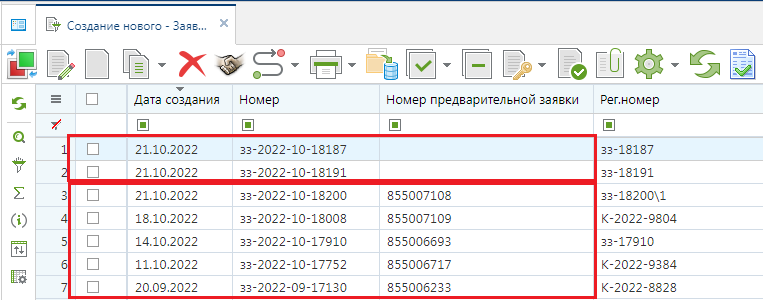 Создание нового - Заяв...
Дата создания Номер Номер предварительной заявки Рег.номер
1 21.10.2022 зз-2022-10-18187 зз-18187
2 21.10.2022 зз-2022-10-18191 зз-18191
3 21.10.2022 зз-2022-10-18200 855007108 зз-18200\1
4 18.10.2022 зз-2022-10-18008 855007109 К-2022-9804
5 14.10.2022 зз-2022-10-17910 855006693 зз-17910
6 11.10.2022 зз-2022-10-17752 855006717 К-2022-9384
7 20.09.2022 зз-2022-09-17130 855006233 К-2022-8828